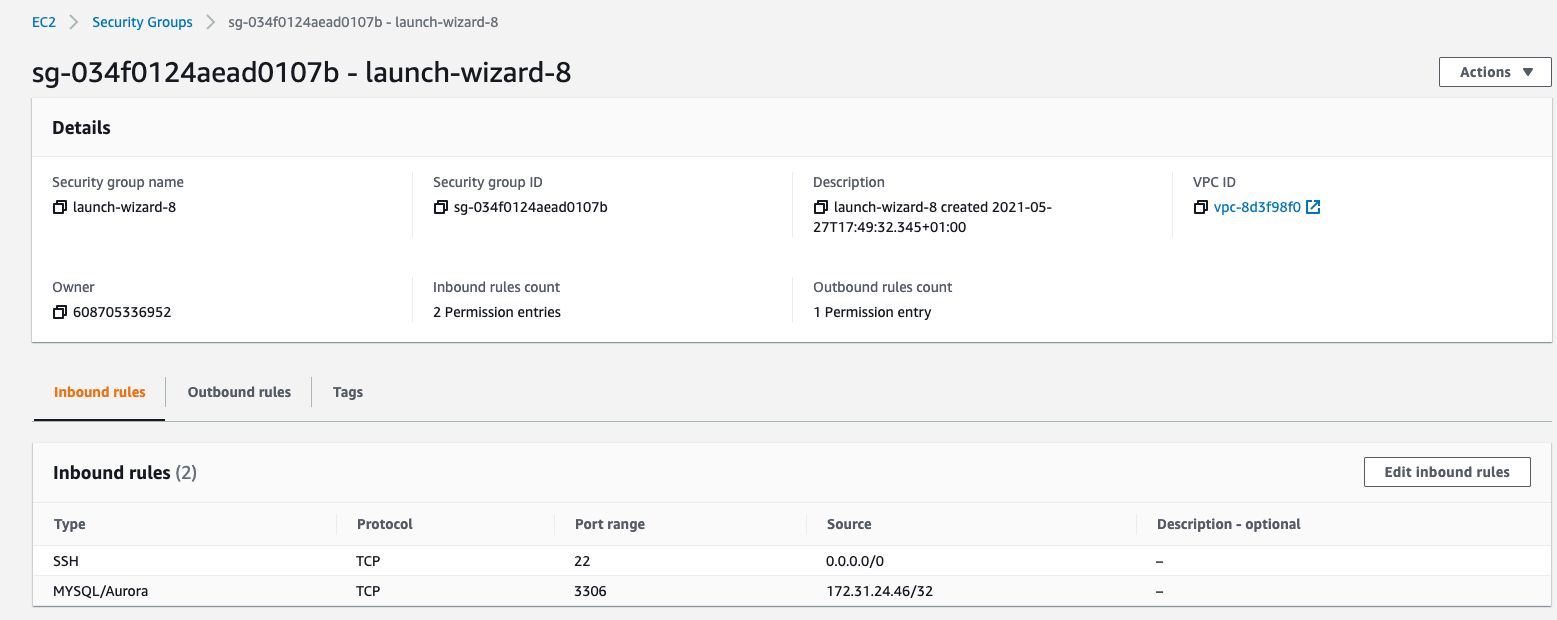 EC2 > Security Groups > sg-034f0124aead0107b - launch-wizard-8
sg-034f0124aead0107b - launch-wizard-8
Actions ▼
Details
Security group name
launch-wizard-8
Security group ID
sg-034f0124aead0107b
Description
launch-wizard-8 created 2021-05-
27T17:49:32.345+01:00
VPC ID
vpc-8d3f98f0
Owner
608705336952
Inbound rules count
2 Permission entries
Outbound rules count
1 Permission entry
Inbound rules Outbound rules Tags
Inbound rules (2)
Edit inbound rules
Type Protocol Port range Source Description - optional
SSH TCP 22 0.0.0.0/0 –
MYSQL/Aurora TCP 3306 172.31.24.46/32 –